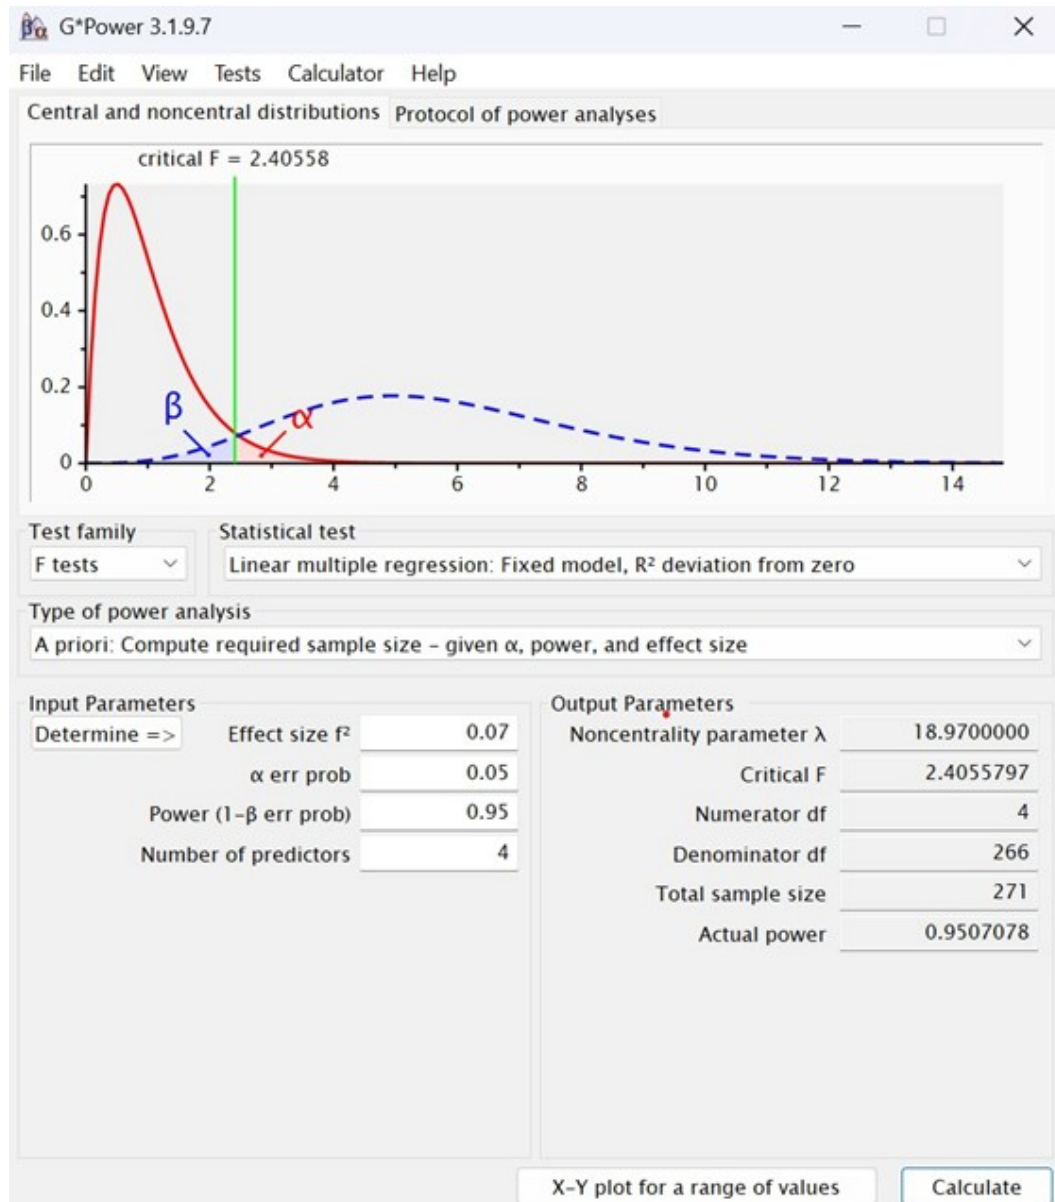 βα G*Power 3.1.9.7
File Edit View Tests Calculator Help
Central and noncentral distributions Protocol of power analyses
critical F = 2.40558
0.6
0.4
0.2
0
β
α
0 2 4 6 8 10 12 14
Test family Statistical test
F tests Linear multiple regression: Fixed model, R² deviation from zero
Type of power analysis
A priori: Compute required sample size – given α, power, and effect size
Input Parameters
Determine => Effect size f² 0.07
α err prob 0.05
Power (1–β err prob) 0.95
Number of predictors 4
Output Parameters
Noncentrality parameter λ 18.9700000
Critical F 2.4055797
Numerator df 4
Denominator df 266
Total sample size 271
Actual power 0.9507078
X–Y plot for a range of values Calculate